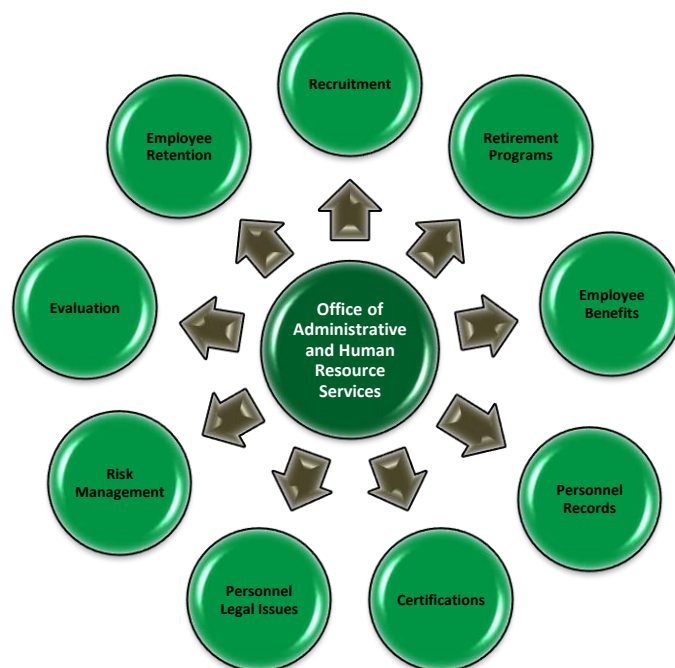 Recruitment
Employee
Retention
Retirement
Programs
Evaluation
Office of
Administrative
and Human
Resource
Services
Employee
Benefits
Risk
Management
Personnel
Records
Personnel
Legal Issues
Certifications